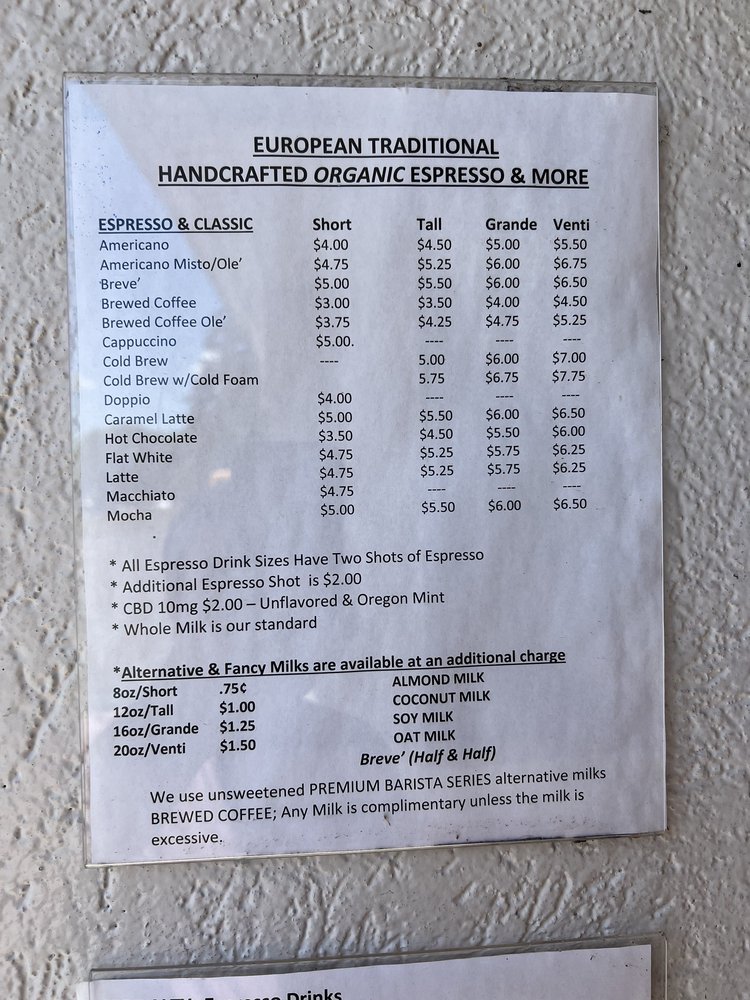 EUROPEAN TRADITIONAL
HANDCRAFTED ORGANIC ESPRESSO & MORE
ESPRESSO & CLASSIC Short Tall Grande Venti
Americano $4.00 $4.50 $5.00 $5.50
Americano Misto/Ole’ $4.75 $5.25 $6.00 $6.75
Breve’ $5.00 $5.50 $6.00 $6.50
Brewed Coffee $3.00 $3.50 $4.00 $4.50
Brewed Coffee Ole’ $3.75 $4.25 $4.75 $5.25
Cappuccino $5.00. ---- ---- ----
Cold Brew ---- 5.00 $6.00 $7.00
Cold Brew w/Cold Foam 5.75 $6.75 $7.75
Doppio $4.00 ---- ---- ----
Caramel Latte $5.00 $5.50 $6.00 $6.50
Hot Chocolate $3.50 $4.50 $5.50 $6.00
Flat White $4.75 $5.25 $5.75 $6.25
Latte $4.75 $5.25 $5.75 $6.25
Macchiato $4.75 ---- ---- ----
Mocha $5.00 $5.50 $6.00 $6.50
* All Espresso Drink Sizes Have Two Shots of Espresso
* Additional Espresso Shot is $2.00
* CBD 10mg $2.00 – Unflavored & Oregon Mint
* Whole Milk is our standard
*Alternative & Fancy Milks are available at an additional charge
8oz/Short .75¢ ALMOND MILK
12oz/Tall $1.00 COCONUT MILK
16oz/Grande $1.25 SOY MILK
20oz/Venti $1.50 OAT MILK
Breve’ (Half & Half)
We use unsweetened PREMIUM BARISTA SERIES alternative milks
BREWED COFFEE; Any Milk is complimentary unless the milk is
excessive.
Espresso Drinks